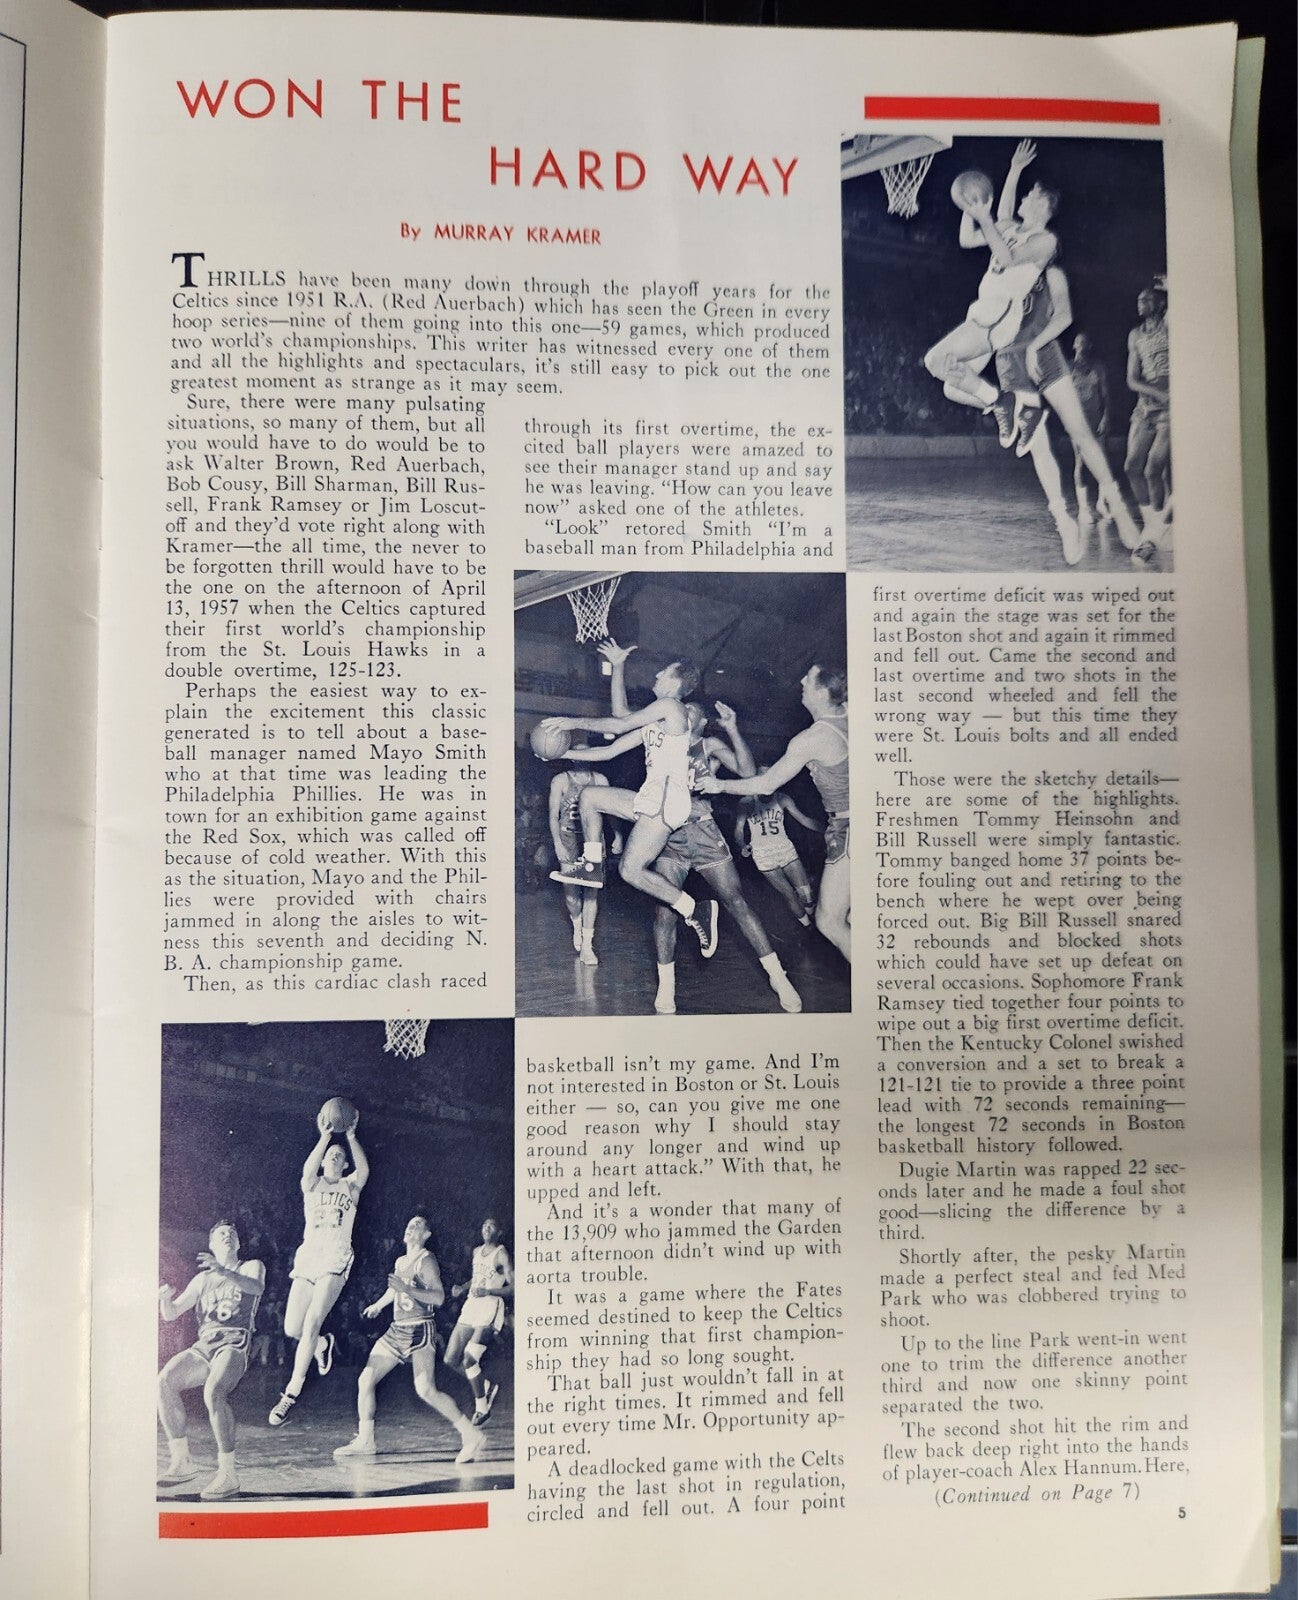 WON THE
HARD WAY
By MURRAY KRAMER
THRILLS have been many down through the playoff years for the
Celtics since 1951 R.A. (Red Auerbach) which has seen the Green in every
hoop series—nine of them going into this one—59 games, which produced
two world's championships. This writer has witnessed every one of them
and all the highlights and spectaculars, it's still easy to pick out the one
greatest moment as strange as it may seem.
Sure, there were many pulsating
situations, so many of them, but all
you would have to do would be to
ask Walter Brown, Red Auerbach,
Bob Cousy, Bill Sharman, Bill Rus-
sell, Frank Ramsey or Jim Loscut-
off and they'd vote right along with
Kramer—the all time, the never to
be forgotten thrill would have to be
the one on the afternoon of April
13, 1957 when the Celtics captured
their first world's championship
from the St. Louis Hawks in a
double overtime, 125-123.
Perhaps the easiest way to ex-
plain the excitement this classic
generated is to tell about a base-
ball manager named Mayo Smith
who at that time was leading the
Philadelphia Phillies. He was in
town for an exhibition game against
the Red Sox, which was called off
because of cold weather. With this
as the situation, Mayo and the Phil-
lies were provided with chairs
jammed in along the aisles to wit-
ness this seventh and deciding N.
B. A. championship game.
Then, as this cardiac clash raced
through its first overtime, the ex-
cited ball players were amazed to
see their manager stand up and say
he was leaving. "How can you leave
now" asked one of the athletes.
"Look" retored Smith "I'm a
baseball man from Philadelphia and
CS
CELTICS
15
basketball isn't my game. And I'm
not interested in Boston or St. Louis
either — so, can you give me one
good reason why I should stay
around any longer and wind up
with a heart attack." With that, he
upped and left.
And it's a wonder that many of
the 13,909 who jammed the Garden
that afternoon didn't wind up with
aorta trouble.
It was a game where the Fates
seemed destined to keep the Celtics
from winning that first champion-
ship they had so long sought.
That ball just wouldn't fall in at
the right times. It rimmed and fell
out every time Mr. Opportunity ap-
peared.
A deadlocked game with the Celts
having the last shot in regulation,
circled and fell out. A four point
first overtime deficit was wiped out
and again the stage was set for the
last Boston shot and again it rimmed
and fell out. Came the second and
last overtime and two shots in the
last second wheeled and fell the
wrong way — but this time they
were St. Louis bolts and all ended
well.
Those were the sketchy details—
here are some of the highlights.
Freshmen Tommy Heinsohn and
Bill Russell were simply fantastic.
Tommy banged home 37 points be-
fore fouling out and retiring to the
bench where he wept over being
forced out. Big Bill Russell snared
32 rebounds and blocked shots
which could have set up defeat on
several occasions. Sophomore Frank
Ramsey tied together four points to
wipe out a big first overtime deficit.
Then the Kentucky Colonel swished
a conversion and a set to break a
121-121 tie to provide a three point
lead with 72 seconds remaining—
the longest 72 seconds in Boston
basketball history followed.
Dugie Martin was rapped 22 sec-
onds later and he made a foul shot
good—slicing the difference by a
third.
Shortly after, the pesky Martin
made a perfect steal and fed Med
Park who was clobbered trying to
shoot.
Up to the line Park went-in went
one to trim the difference another
third and now one skinny point
separated the two.
The second shot hit the rim and
flew back deep right into the hands
of player-coach Alex Hannum. Here,
(Continued on Page 7)
5